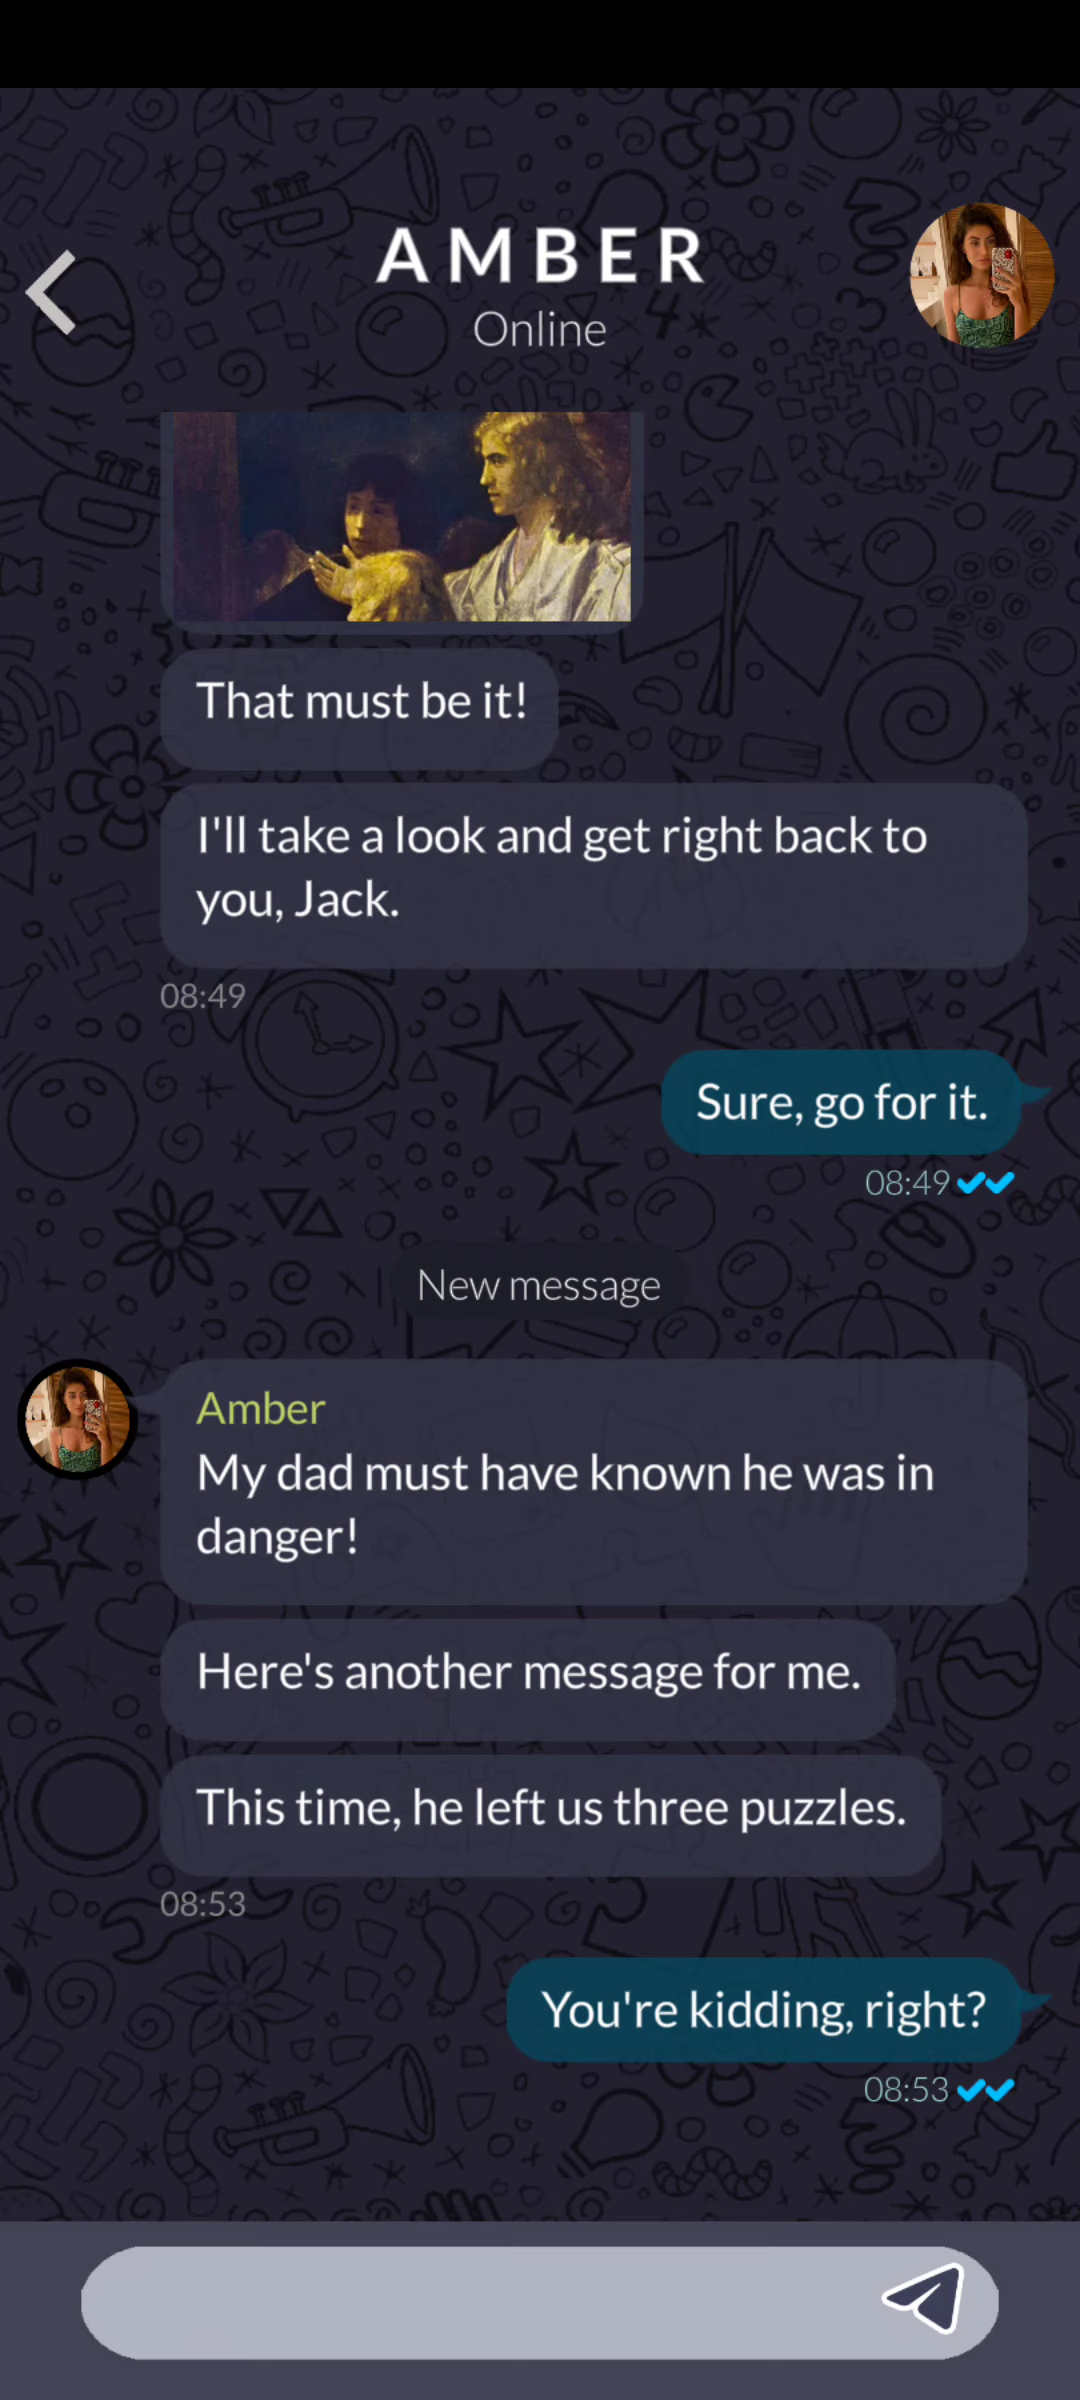 AMBER
Online
That must be it!
I'll take a look and get right back to
you, Jack.
08:49
Sure, go for it.
08:49
New message
Amber
My dad must have known he was in
danger!
Here's another message for me.
This time, he left us three puzzles.
08:53
You're kidding, right?
08:53